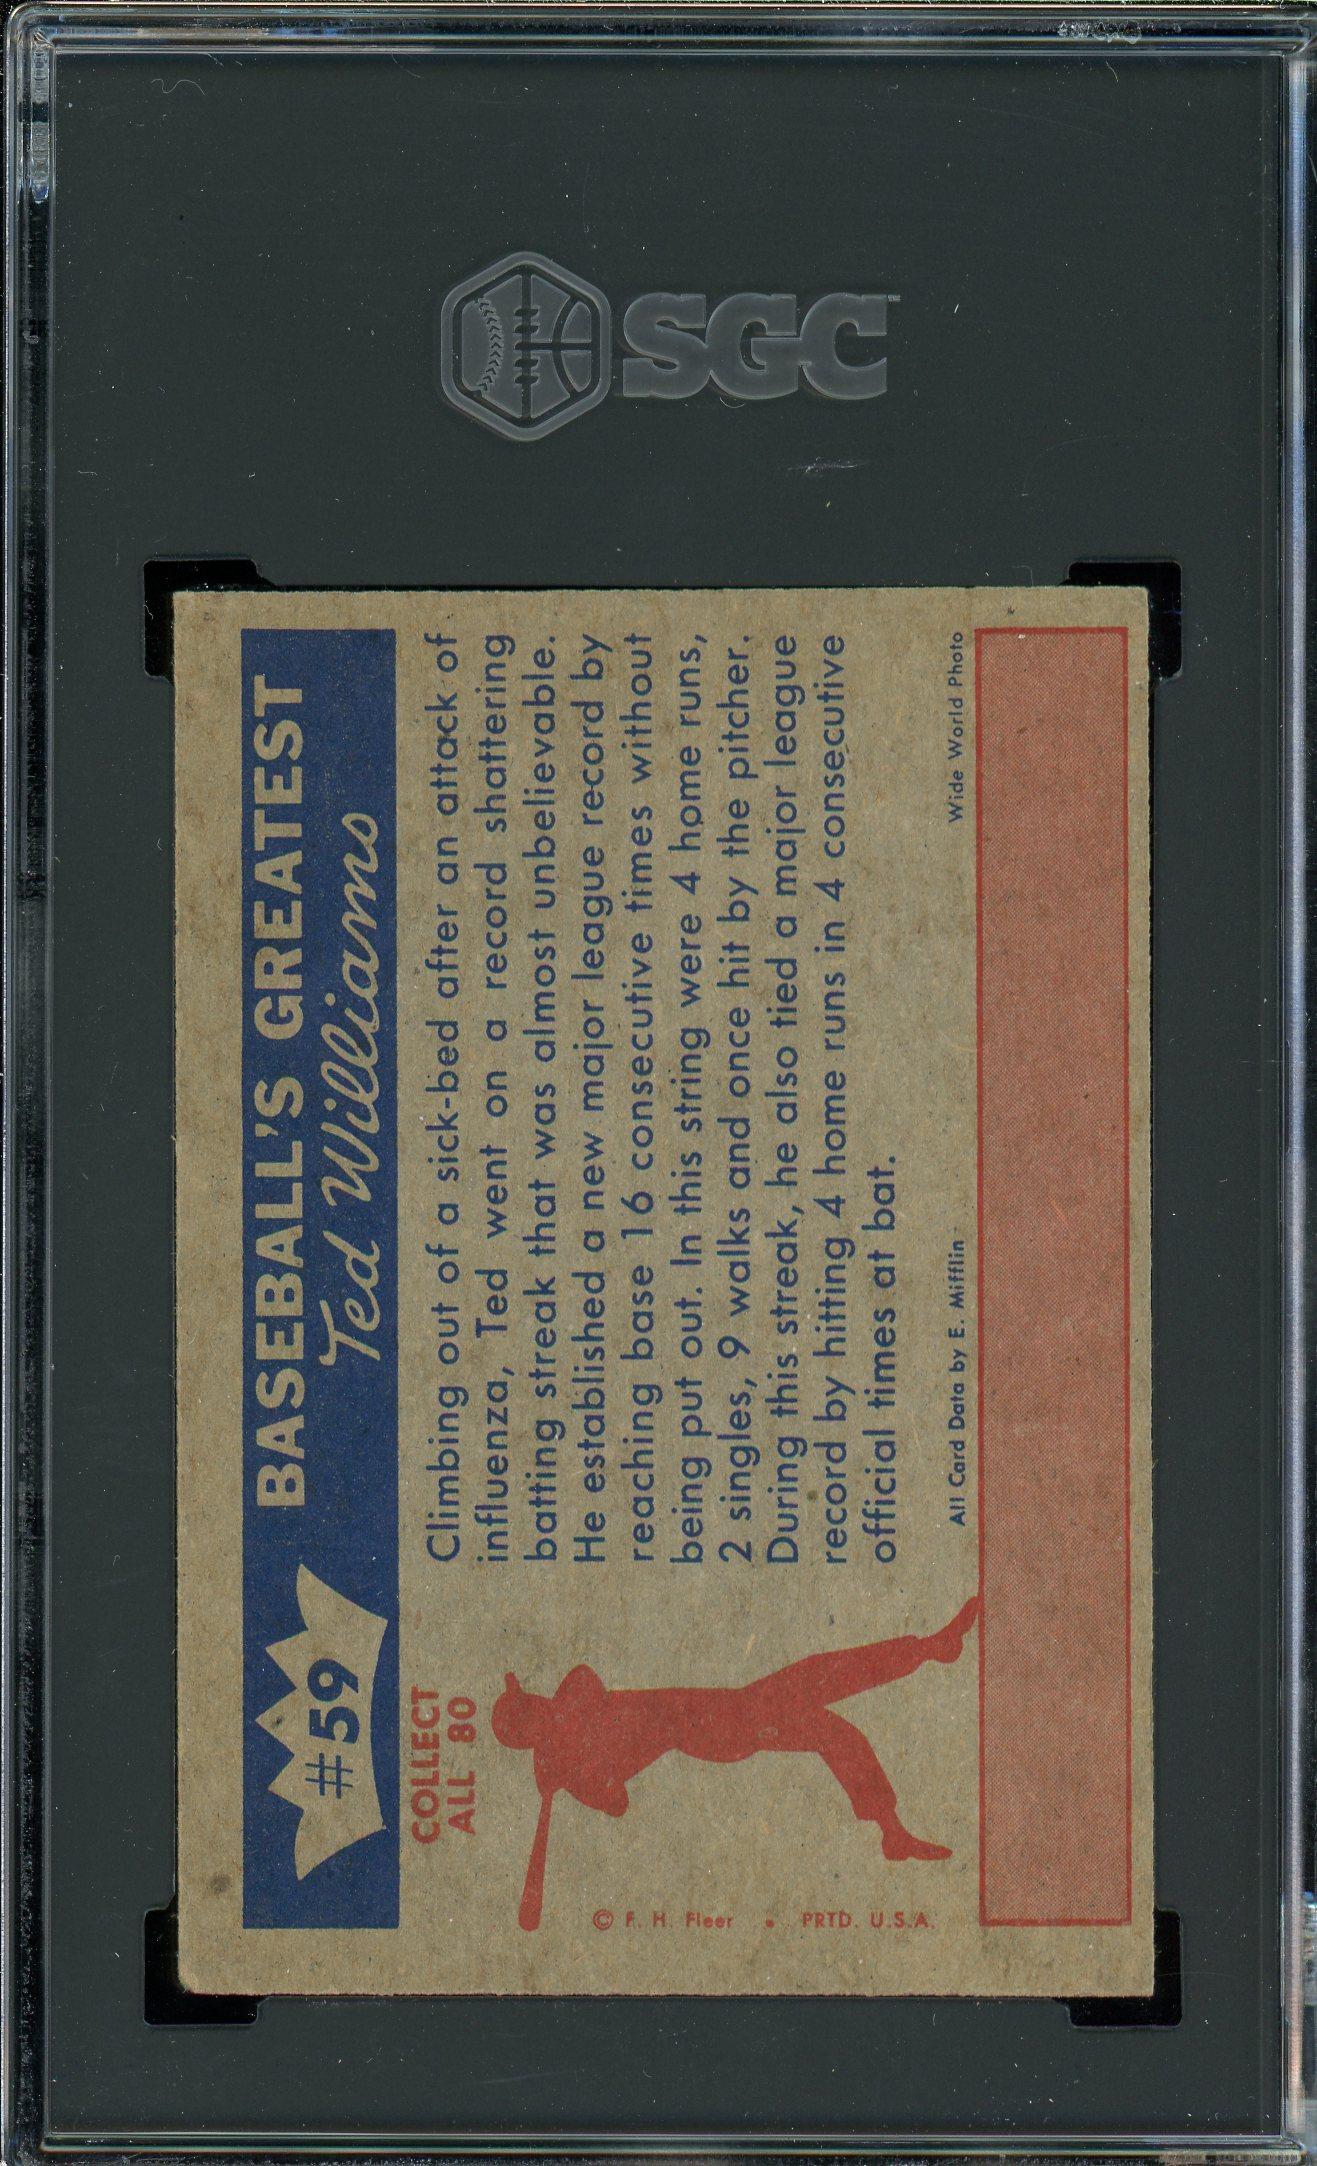 SGC
#59
BASEBALL'S GREATEST
Ted Williams
COLLECT
ALL 80
Climbing out of a sick-bed after an attack of
influenza, Ted went on a record shattering
batting streak that was almost unbelievable.
He established a new major league record by
reaching base 16 consecutive times without
being put out. In this string were 4 home runs,
2 singles, 9 walks and once hit by the pitcher.
During this streak, he also tied a major league
record by hitting 4 home runs in 4 consecutive
official times at bat.
All Card Data by E. Mifflin
Wide World Photo
© F. H. Fleer • PRTD. U.S.A.